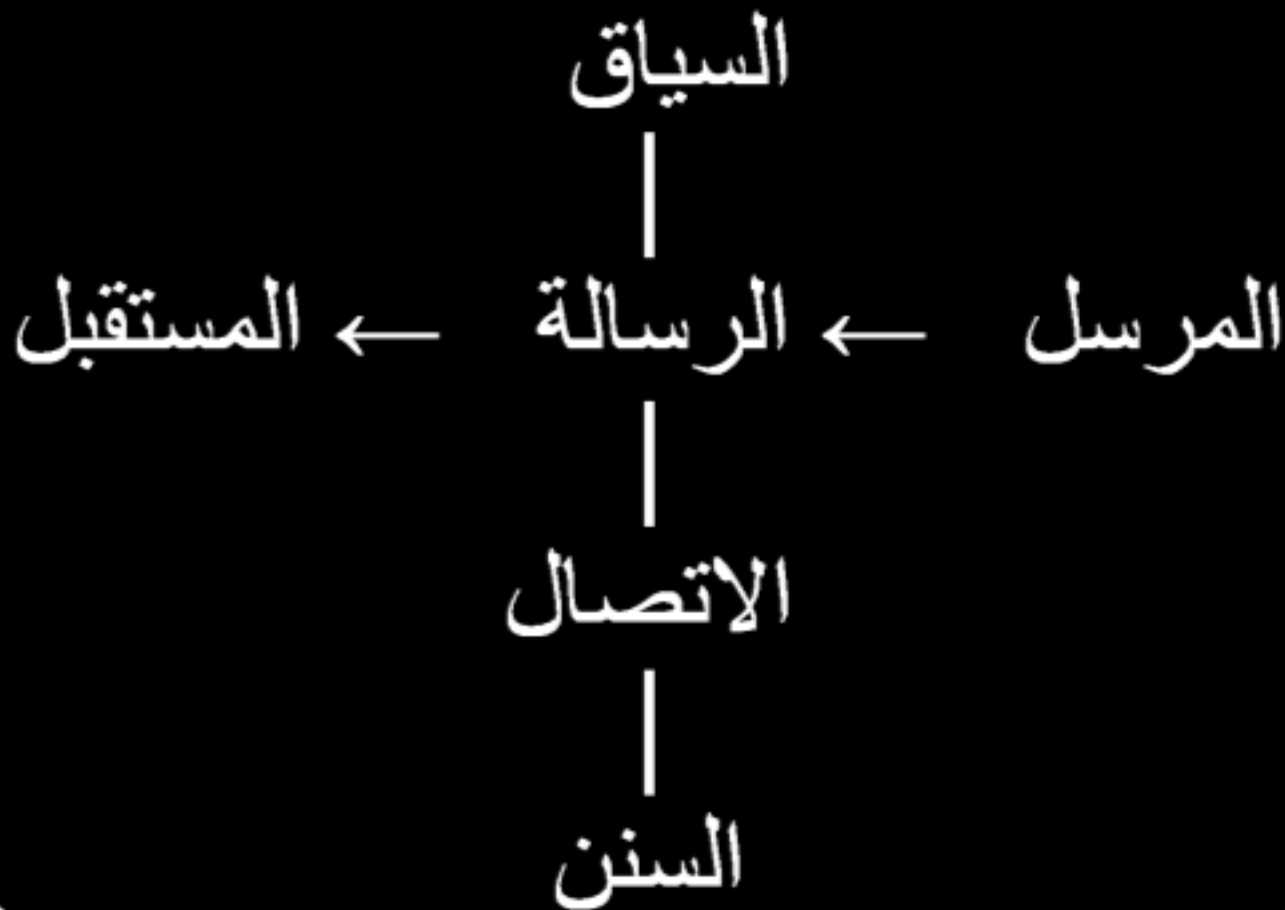 السياق
المرسل ← الرسالة ← المستقبل
الاتصال
السنن